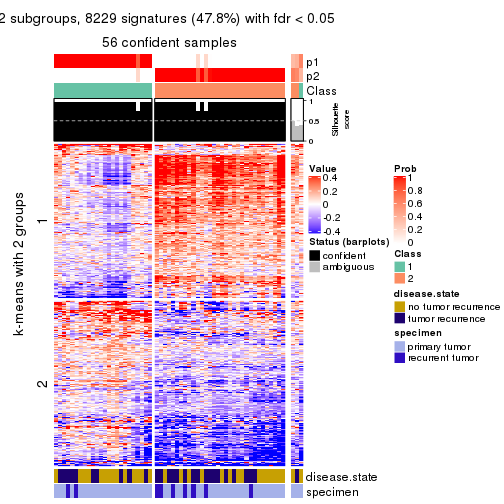 2 subgroups, 8229 signatures (47.8%) with fdr < 0.05
56 confident samples
p1
p2
Class
1
0.5
0
Silhouette
score
k-means with 2 groups
1
2
Value
0.4
0.2
0
-0.2
-0.4
Status (barplots)
confident
ambiguous
Prob
1
0.8
0.6
0.4
0.2
0
Class
1
2
disease.state
no tumor recurrence
tumor recurrence
specimen
primary tumor
recurrent tumor
disease.state
specimen